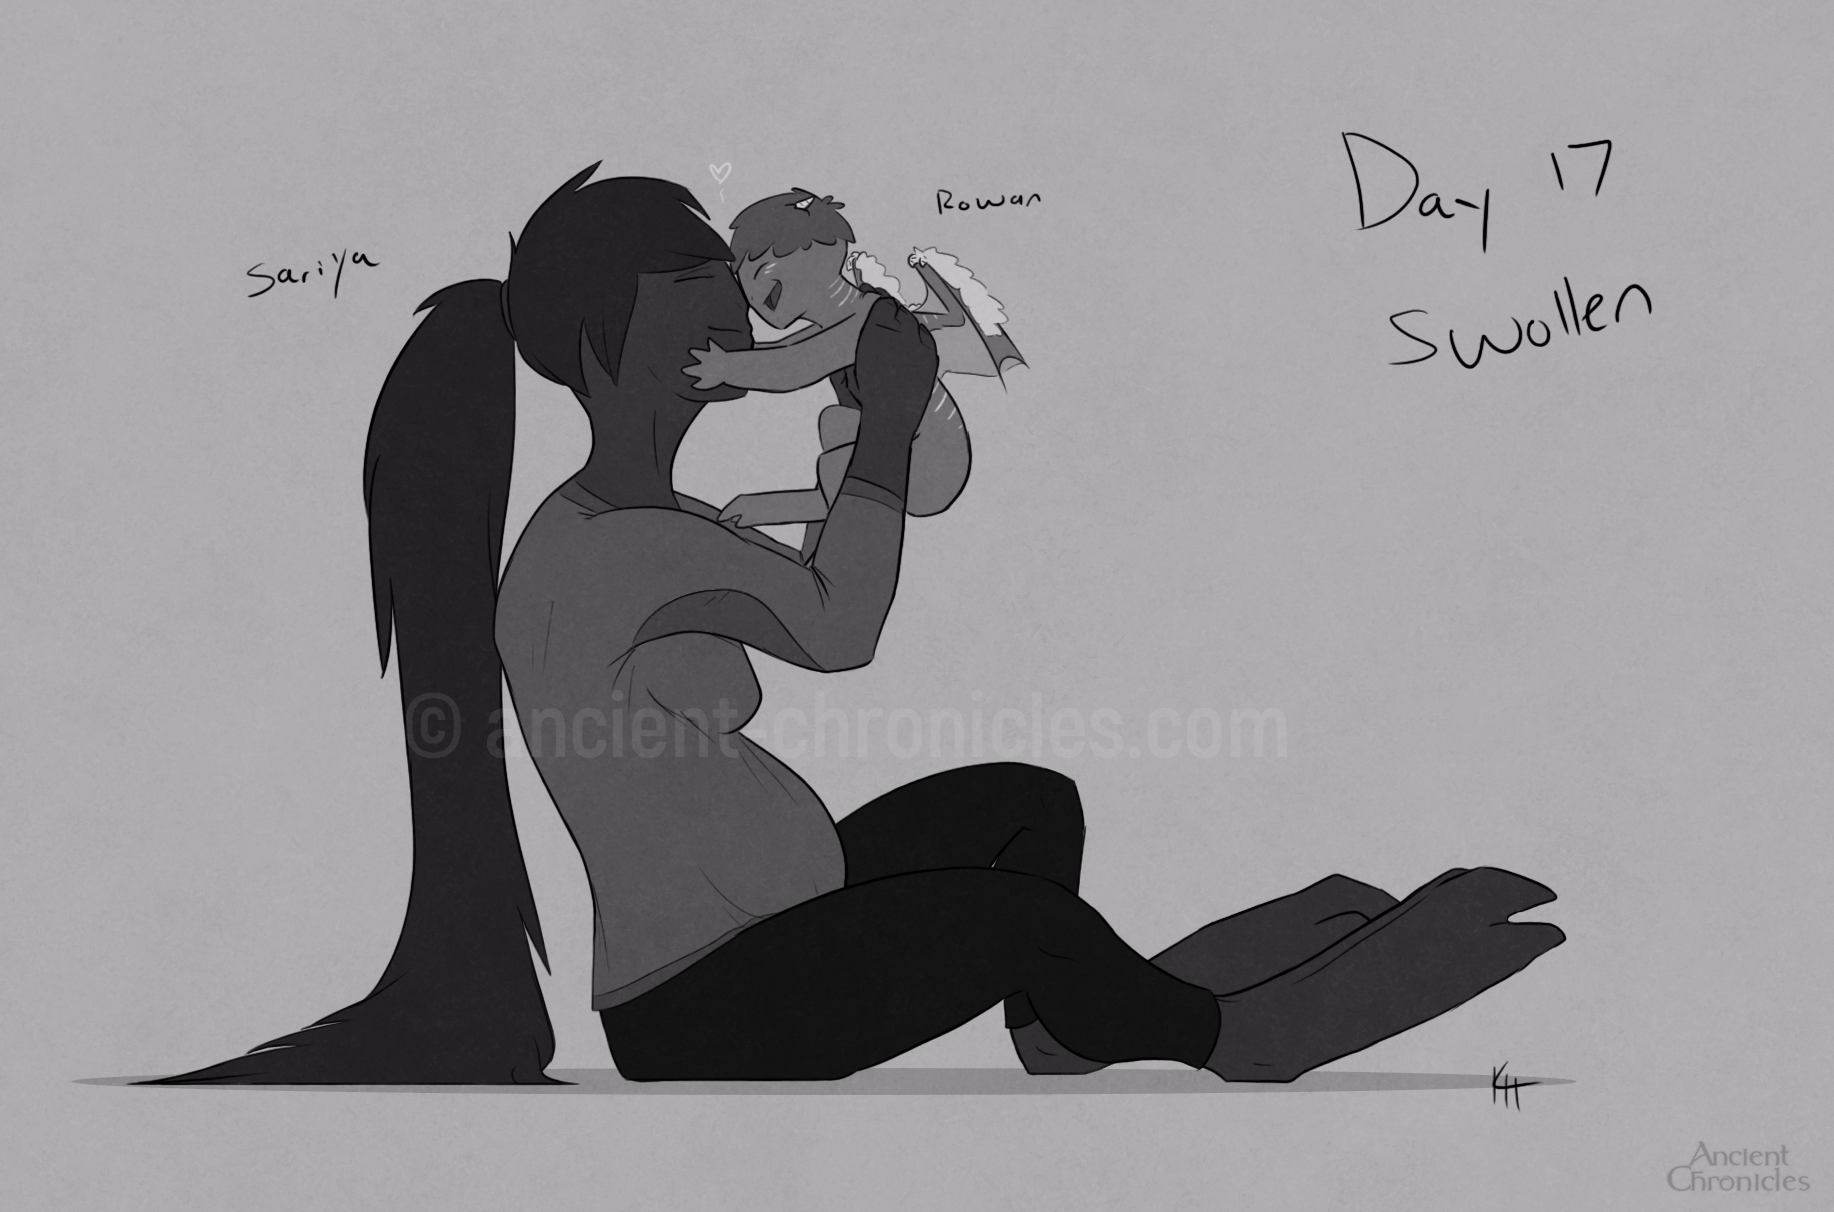 Day 17
Swollen
Sariya
Rowan
© ancient-chronicles.com
KH
Ancient
Chronicles